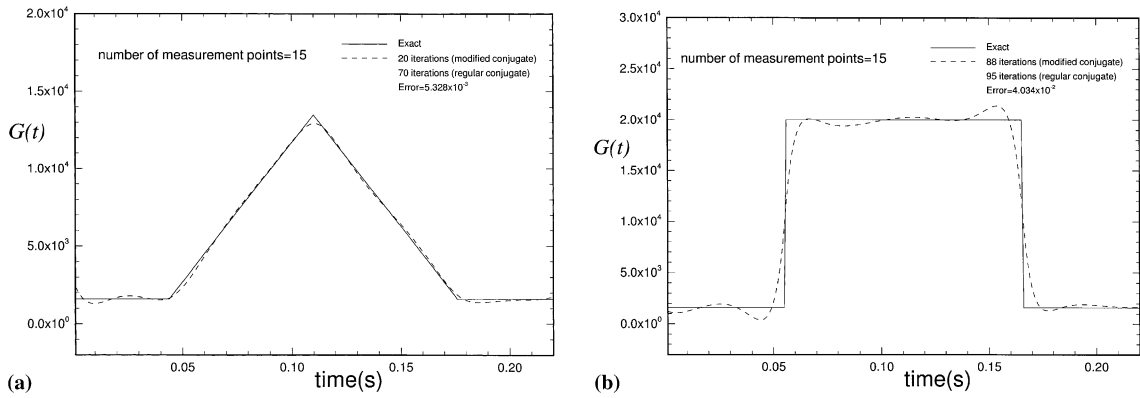 2.0x10⁴
number of measurement points=15
Exact
20 iterations (modified conjugate)
70 iterations (regular conjugate)
Error=5.328x10⁻³
1.5x10⁴
G(t)
1.0x10⁴
5.0x10³
0.0x10⁰
0.05 0.10 0.15 0.20
time(s)
(a)
3.0x10⁴
number of measurement points=15
Exact
88 iterations (modified conjugate)
95 iterations (regular conjugate)
Error=4.034x10⁻²
2.5x10⁴
2.0x10⁴
G(t)
1.5x10⁴
1.0x10⁴
5.0x10³
0.0x10⁰
0.05 0.10 0.15 0.20
time(s)
(b)